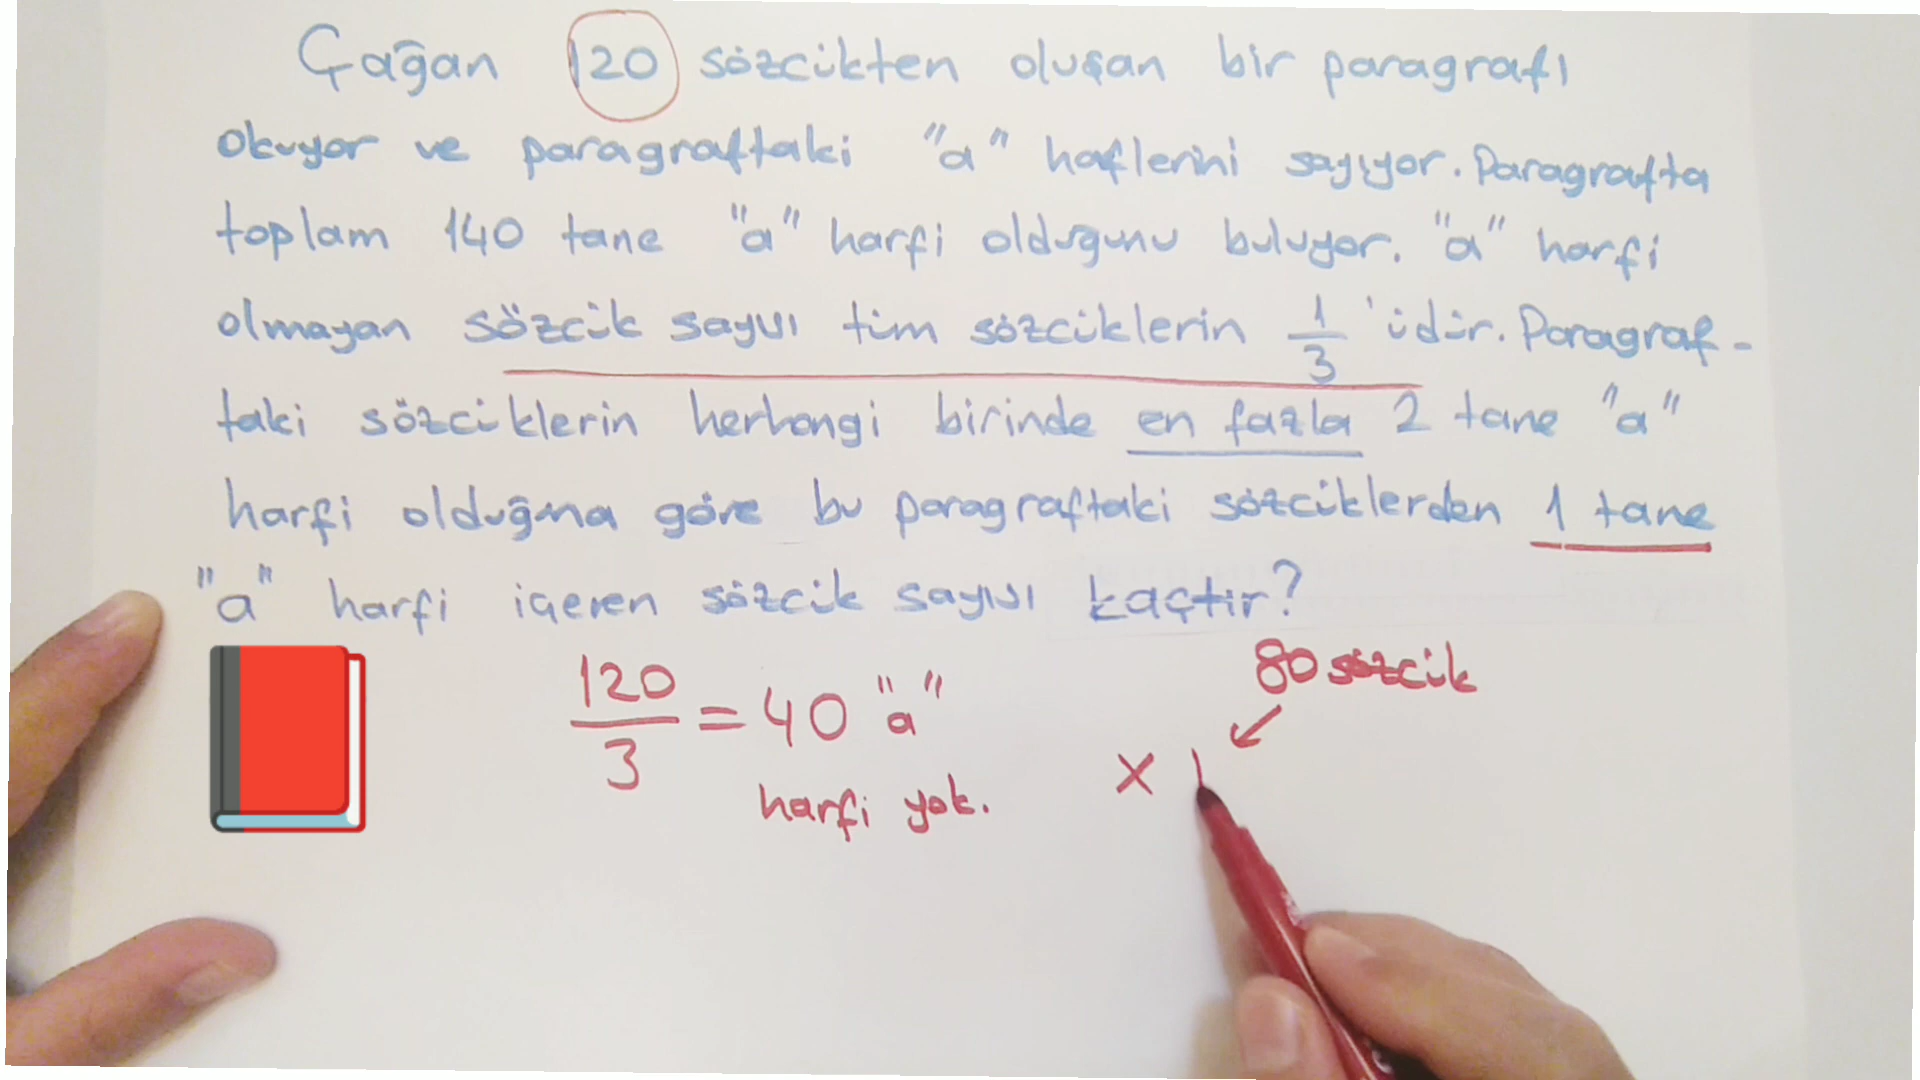 Çağan 120 sözcükten oluşan bir paragrafı
okuyor ve paragraftaki "a" haflerini sayıyor. Paragrafta
toplam 140 tane "a" harfi olduğunu buluyor. "a" harfi
olmayan sözcük sayısı tüm sözcüklerin 1/3 'üdür. Paragraf-
taki sözcüklerin herhangi birinde en fazla 2 tane "a"
harfi olduğuna göre bu paragraftaki sözcüklerden 1 tane
"a" harfi içeren sözcük sayısı kaçtır?
120/3 = 40 "a"
harfi yok.
80 sözcük
x